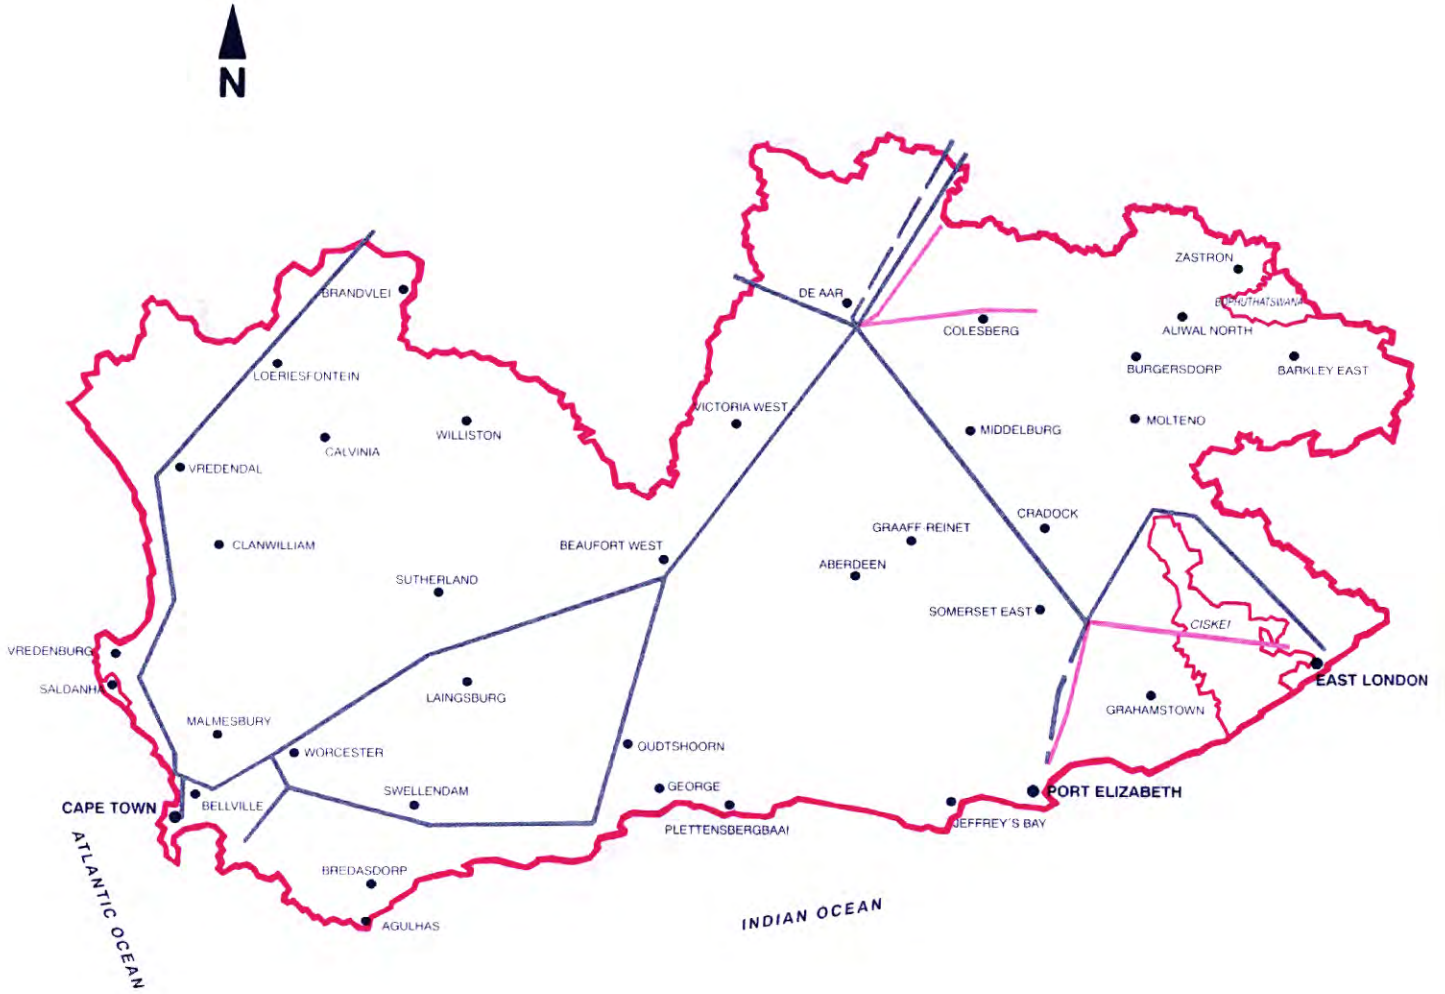 N
ZASTRON
BRANDVLEI
DE AAR
BOPHUTHATSWANA
COLESBERG
ALIWAL NORTH
LOERIESFONTEIN
BURGERSDORP
BARKLEY EAST
VICTORIA WEST
WILLISTON
MIDDELBURG
MOLTENO
CALVINIA
VREDENDAL
CRADOCK
GRAAFF-REINET
CLANWILLIAM
BEAUFORT WEST
ABERDEEN
SUTHERLAND
SOMERSET EAST
CISKEI
VREDENBURG
EAST LONDON
SALDANHA
LAINGSBURG
GRAHAMSTOWN
MALMESBURY
OUDTSHOORN
WORCESTER
GEORGE
SWELLENDAM
PORT ELIZABETH
BELLVILLE
CAPE TOWN
JEFFREY'S BAY
PLETTENSBERGBAAI
BREDASDORP
INDIAN OCEAN
AGULHAS
ATLANTIC OCEAN